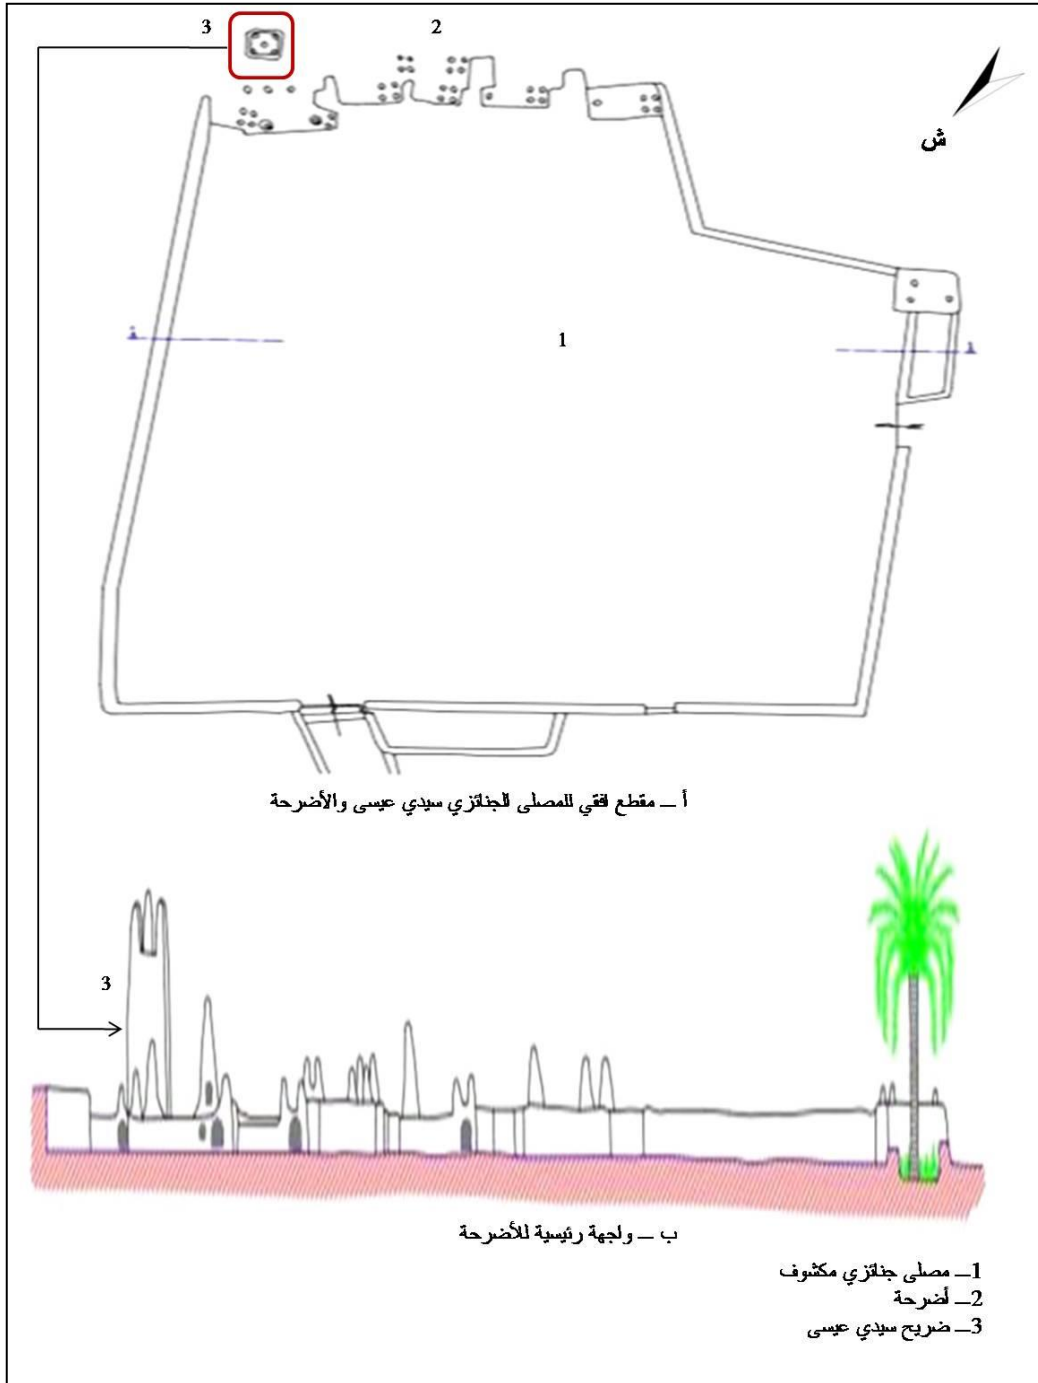 3
2
ش
أ
1
أ
أ ــ مقطع افقي للمصلى الجنائزي سيدي عيسى والأضرحة
3
ب ــ واجهة رئيسية للأضرحة
1ــ مصلى جنائزي مكشوف
2ــ أضرحة
3ــ ضريح سيدي عيسى